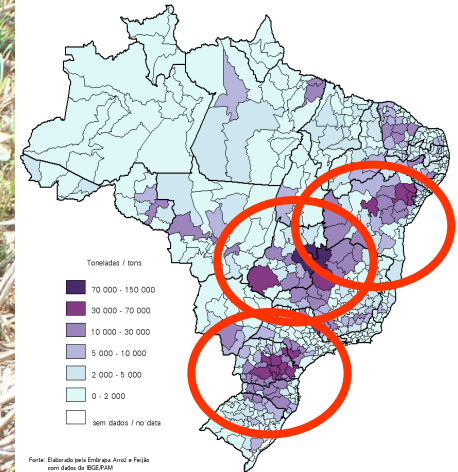 Toneladas / tons
70 000 - 150 000
30 000 - 70 000
10 000 - 30 000
5 000 - 10 000
2 000 - 5 000
0 - 2 000
sem dados / no data
Fonte: Elaborado pela Embrapa Arroz e Feijão
com dados do IBGE/PAM